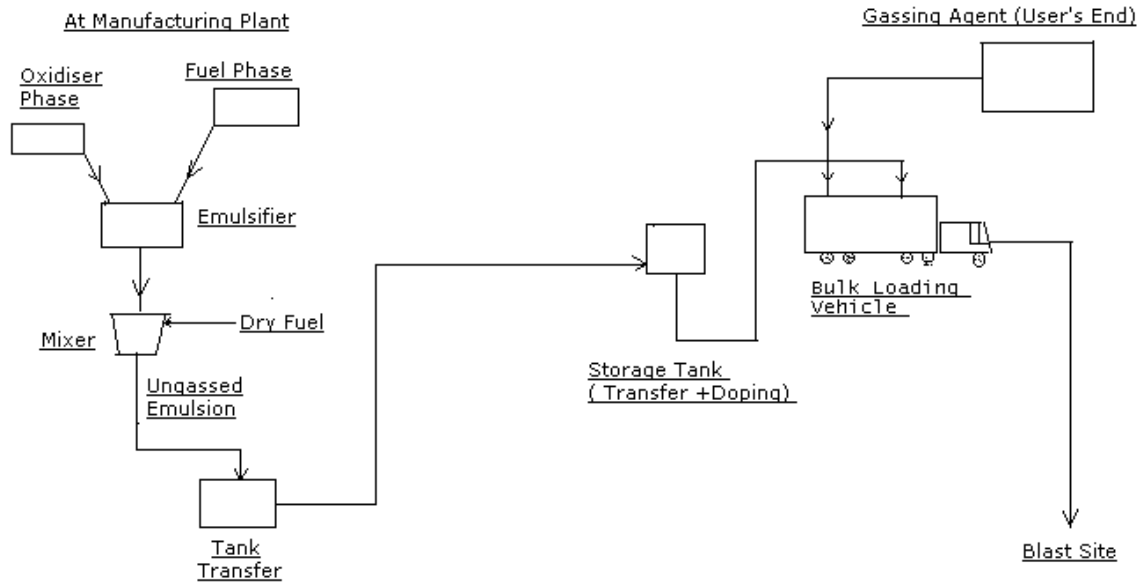 At Manufacturing Plant
Gassing Agent (User's End)
Oxidiser
Phase
Fuel Phase
Emulsifier
Mixer
Dry Fuel
Ungassed
Emulsion
Tank
Transfer
Storage Tank
( Transfer +Doping)
Bulk Loading
Vehicle
Blast Site